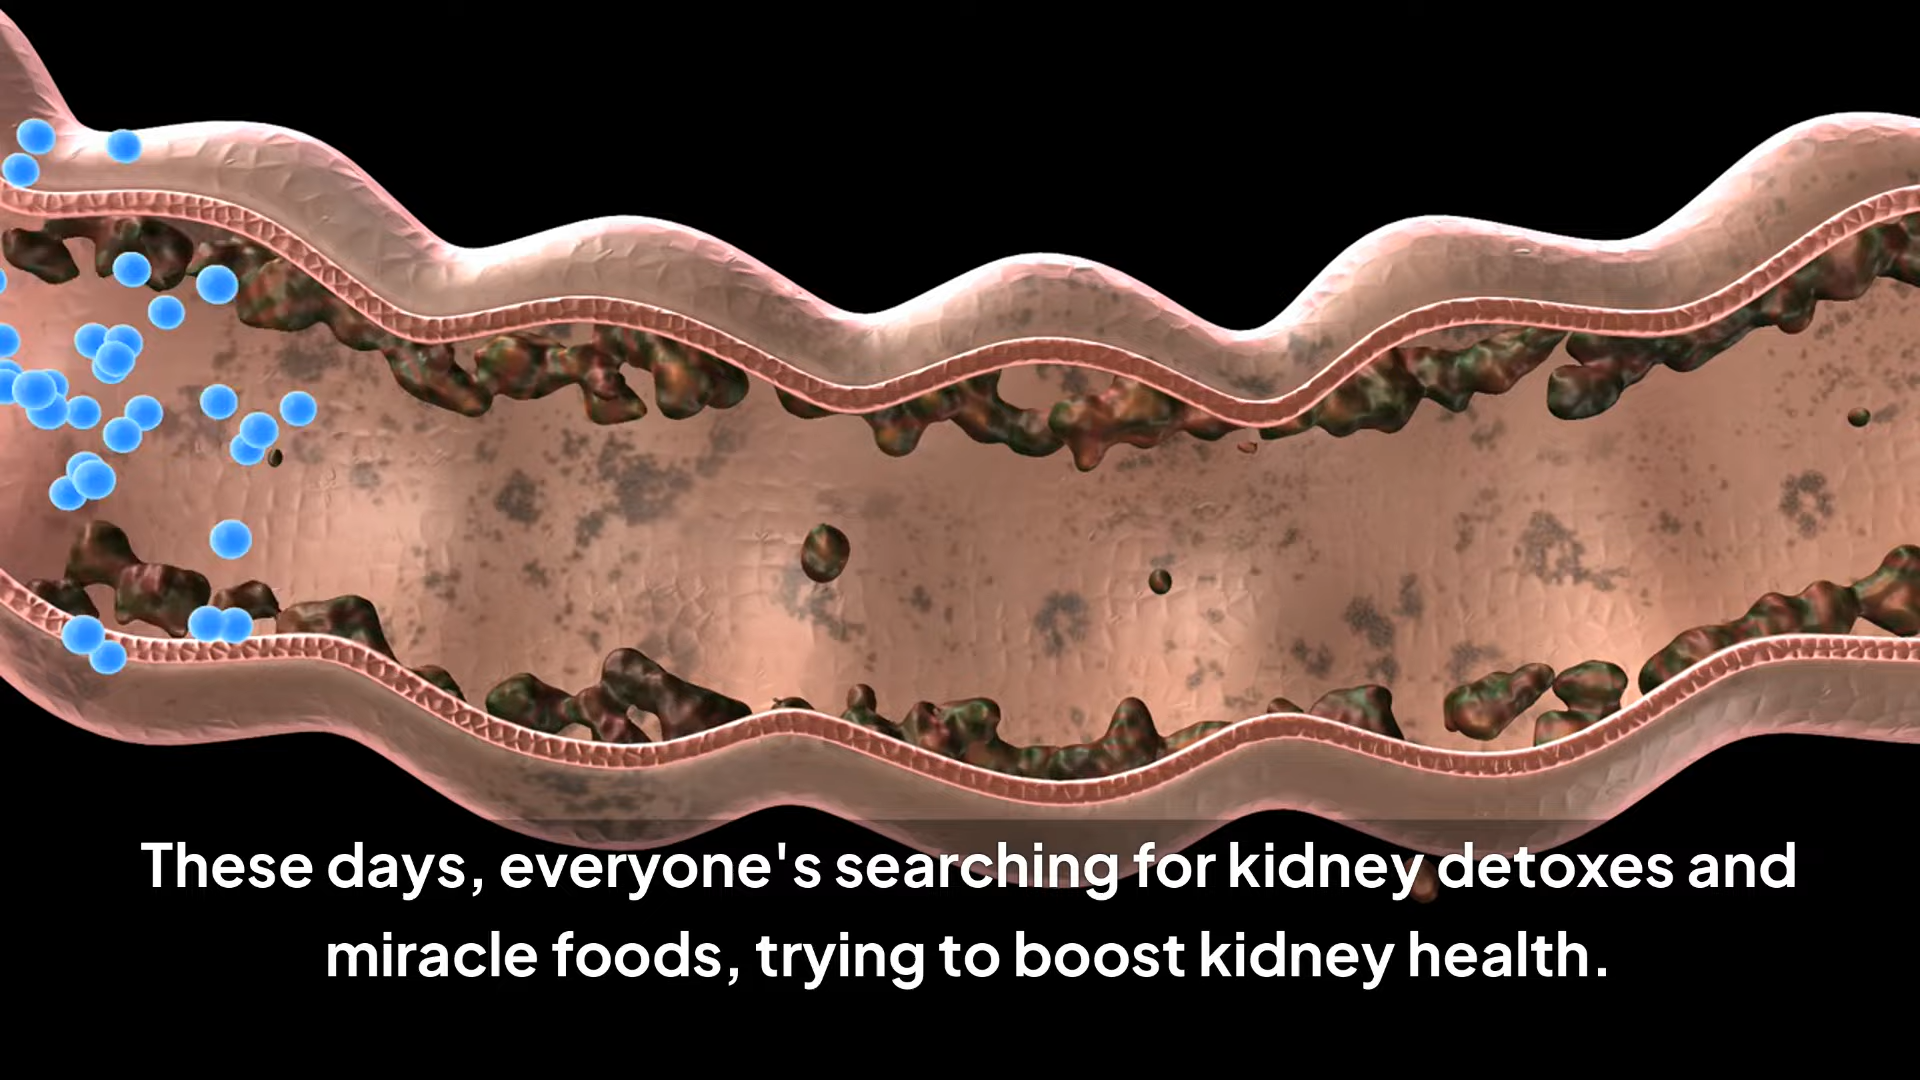 These days, everyone's searching for kidney detoxes and
miracle foods, trying to boost kidney health.